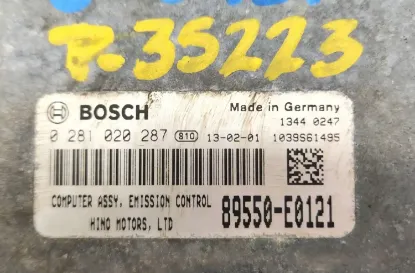 P-35223
BOSCH
Made in Germany
1344 0247
0 281 020 287 810 13-02-01 1039S61495
COMPUTER ASSY, EMISSION CONTROL
HINO MOTORS, LTD
89550-E0121